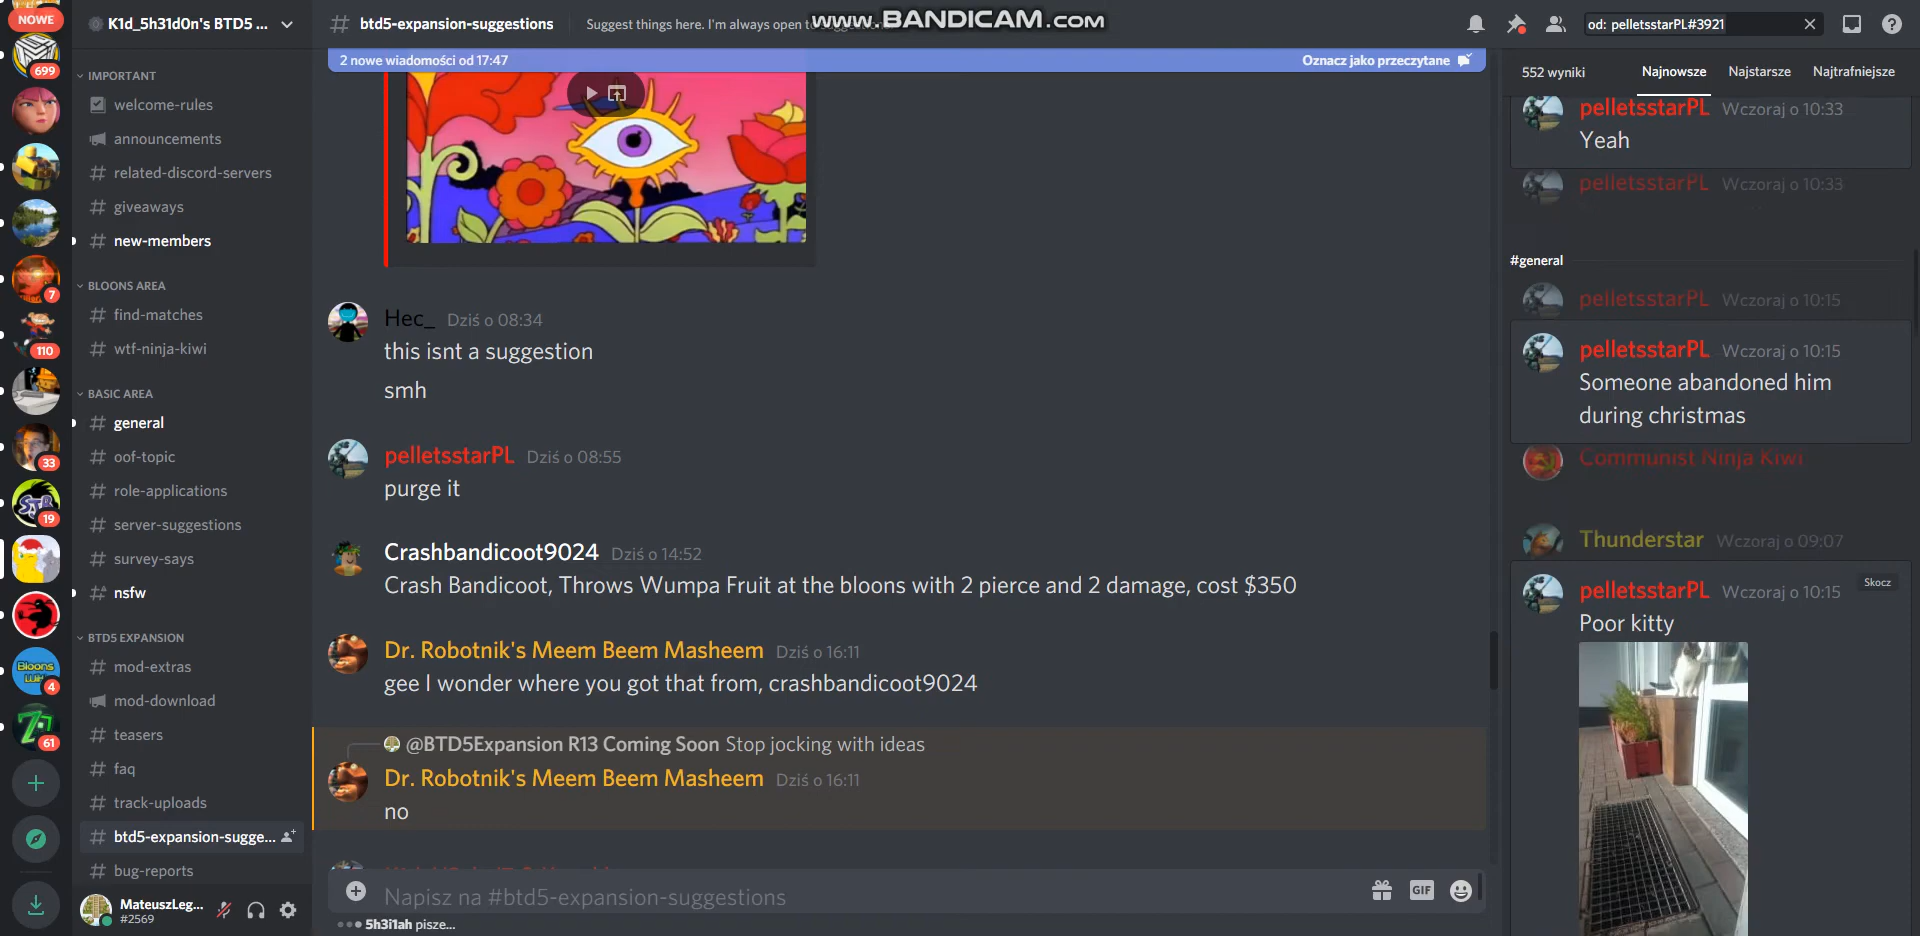 NOWE
699
7
110
33
19
Bloons
4
61
K1d_5h31d0n's BTD5 ...
IMPORTANT
welcome-rules
announcements
related-discord-servers
giveaways
new-members
BLOONS AREA
find-matches
wtf-ninja-kiwi
BASIC AREA
general
oof-topic
role-applications
server-suggestions
survey-says
nsfw
BTD5 EXPANSION
mod-extras
mod-download
teasers
faq
track-uploads
btd5-expansion-sugge...
bug-reports
MateuszLeg...
#2569
btd5-expansion-suggestions
Suggest things here. I'm always open to
www.BANDICAM.com
2 nowe wiadomości od 17:47
Oznacz jako przeczytane
Hec_ Dziś o 08:34
this isnt a suggestion
smh
pelletsstarPL Dziś o 08:55
purge it
Crashbandicoot9024 Dziś o 14:52
Crash Bandicoot, Throws Wumpa Fruit at the bloons with 2 pierce and 2 damage, cost $350
Dr. Robotnik's Meem Beem Masheem Dziś o 16:11
gee I wonder where you got that from, crashbandicoot9024
@BTD5Expansion R13 Coming Soon Stop jocking with ideas
Dr. Robotnik's Meem Beem Masheem Dziś o 16:11
no
Napisz na #btd5-expansion-suggestions
GIF
5h3i1ah pisze...
od: pelletsstarPL#3921
552 wyniki
Najnowsze
Najstarsze
Najtrafniejsze
pelletsstarPL Wczoraj o 10:33
Yeah
pelletsstarPL Wczoraj o 10:33
#general
pelletsstarPL Wczoraj o 10:15
pelletsstarPL Wczoraj o 10:15
Someone abandoned him
during christmas
Communist Ninja Kiwi
Thunderstar Wczoraj o 09:07
pelletsstarPL Wczoraj o 10:15
Skocz
Poor kitty